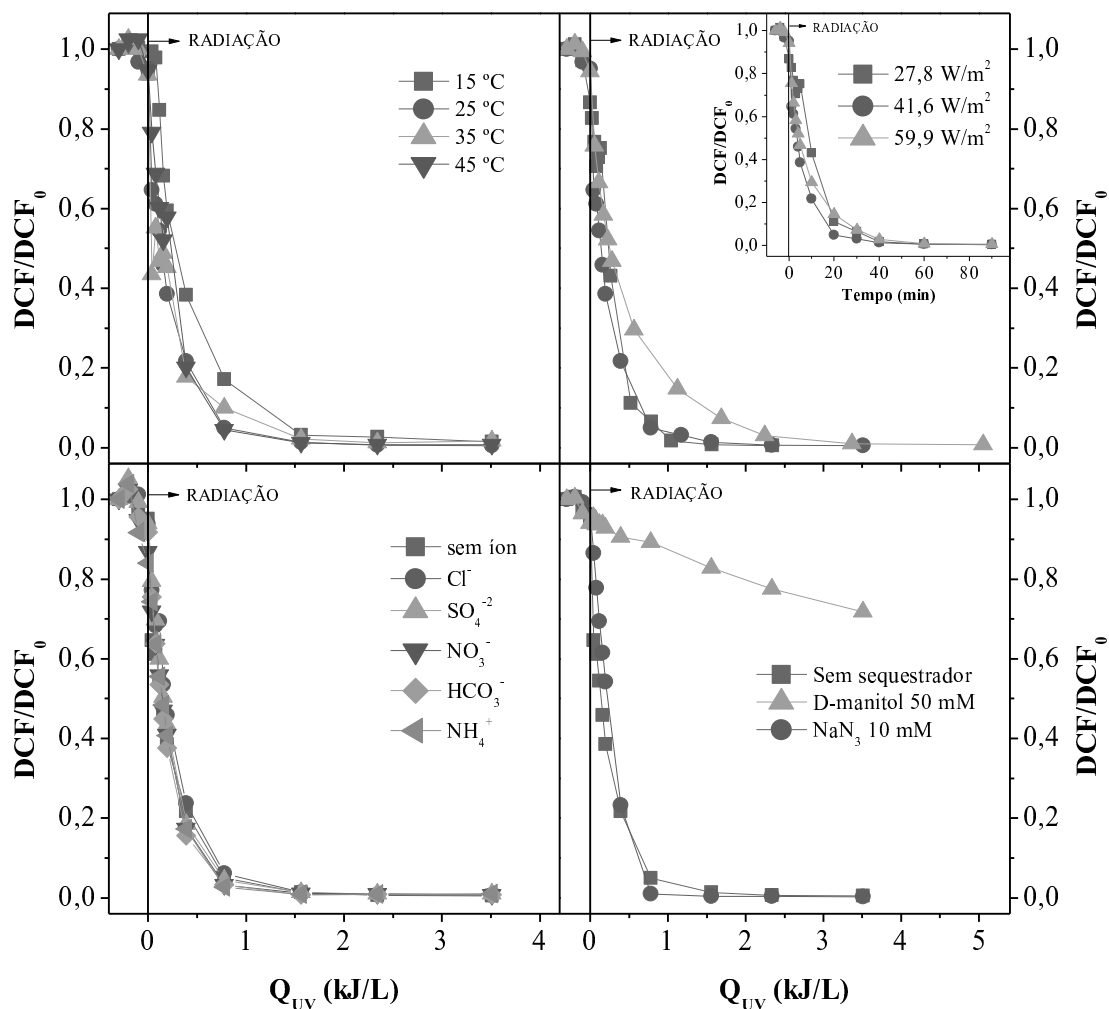 RADIAÇÃO
15 ºC
25 ºC
35 ºC
45 ºC
1,0
0,8
0,6
0,4
0,2
0,0
DCF/DCF₀
RADIAÇÃO
RADIAÇÃO
27,8 W/m²
41,6 W/m²
59,9 W/m²
1,0
0,8
0,6
0,4
0,2
0,0
DCF/DCF₀
0 20 40 60 80
Tempo (min)
1,0
0,8
0,6
0,4
0,2
0,0
DCF/DCF₀
RADIAÇÃO
sem íon
Cl⁻
SO₄⁻²
NO₃⁻
HCO₃⁻
NH₄⁺
1,0
0,8
0,6
0,4
0,2
0,0
DCF/DCF₀
0 1 2 3 4
Q_UV (kJ/L)
RADIAÇÃO
Sem sequestrador
D-manitol 50 mM
NaN₃ 10 mM
1,0
0,8
0,6
0,4
0,2
0,0
DCF/DCF₀
0 1 2 3 4 5
Q_UV (kJ/L)